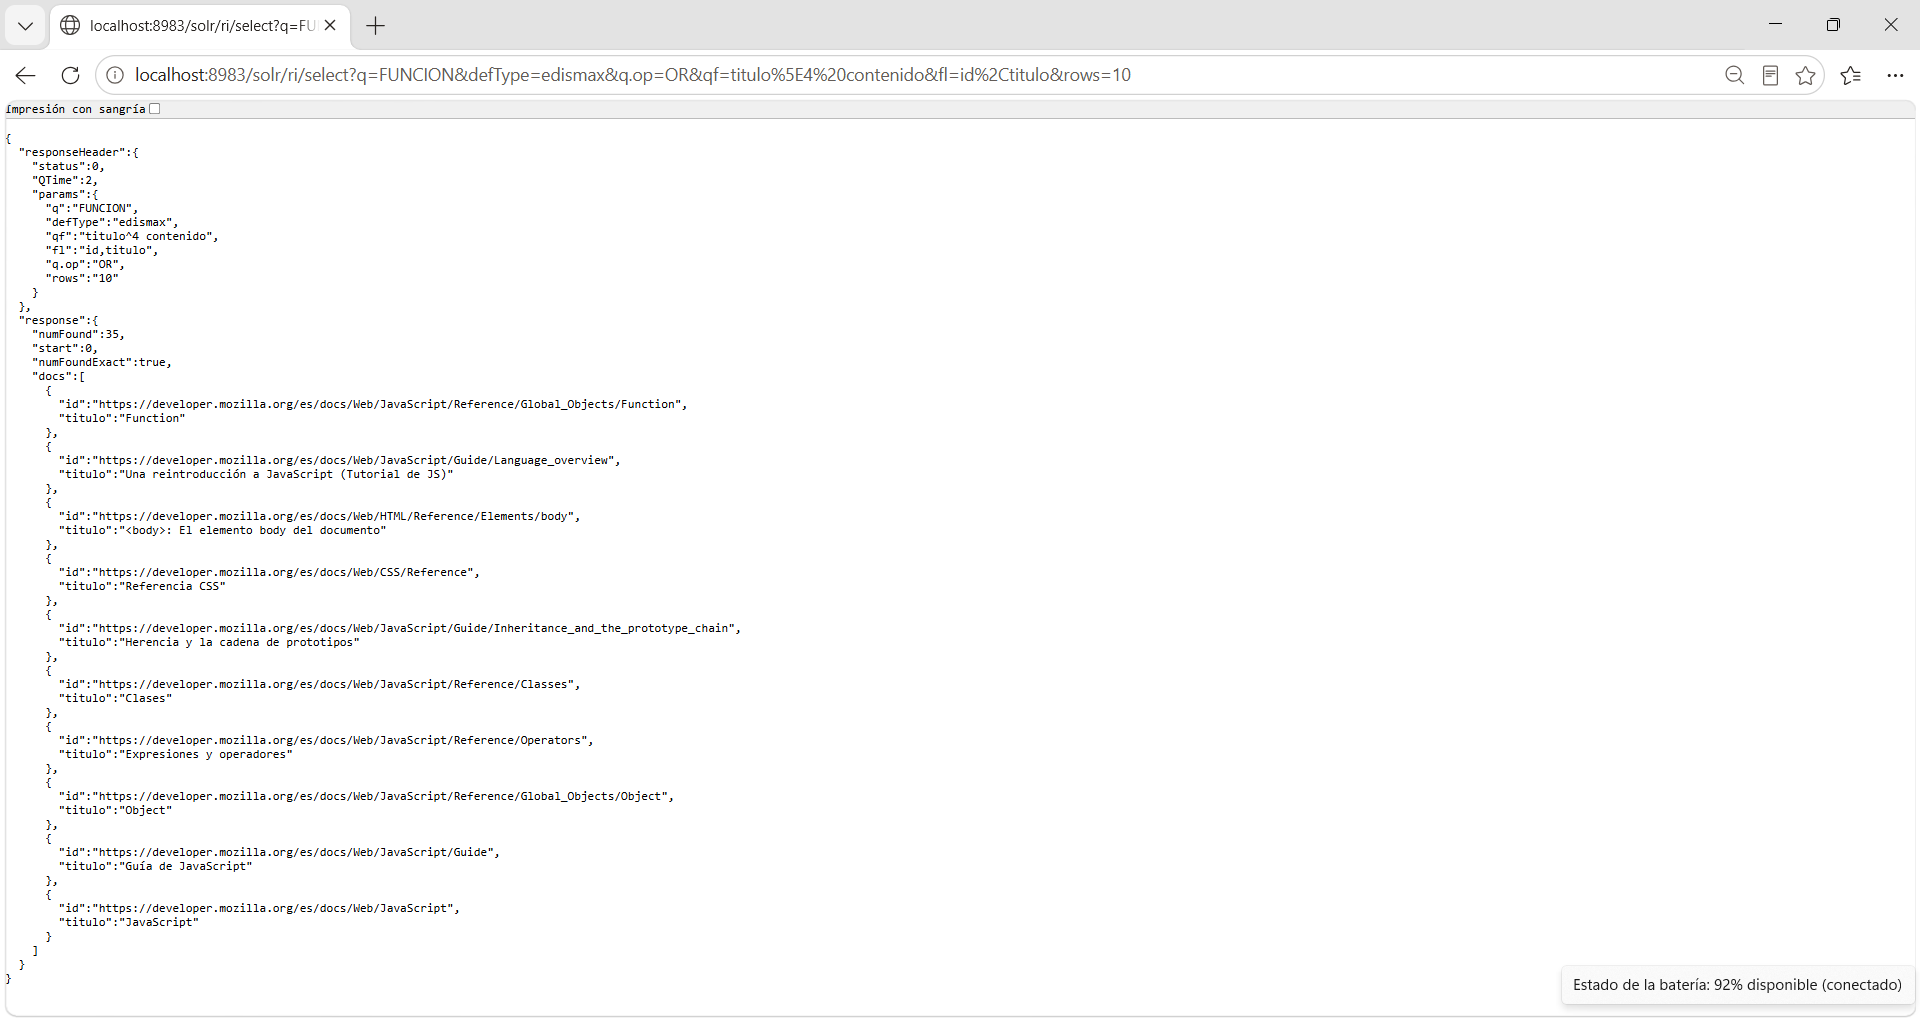 localhost:8983/solr/ri/select?q=FU
localhost:8983/solr/ri/select?q=FUNCION&defType=edismax&q.op=OR&qf=titulo%5E4%20contenido&fl=id%2Ctitulo&rows=10
Impresión con sangría
{
  "responseHeader":{
    "status":0,
    "QTime":2,
    "params":{
      "q":"FUNCION",
      "defType":"edismax",
      "qf":"titulo^4 contenido",
      "fl":"id,titulo",
      "q.op":"OR",
      "rows":"10"
    }
  },
  "response":{
    "numFound":35,
    "start":0,
    "numFoundExact":true,
    "docs":[
      {
        "id":"https://developer.mozilla.org/es/docs/Web/JavaScript/Reference/Global_Objects/Function",
        "titulo":"Function"
      },
      {
        "id":"https://developer.mozilla.org/es/docs/Web/JavaScript/Guide/Language_overview",
        "titulo":"Una reintroducción a JavaScript (Tutorial de JS)"
      },
      {
        "id":"https://developer.mozilla.org/es/docs/Web/HTML/Reference/Elements/body",
        "titulo":"<body>: El elemento body del documento"
      },
      {
        "id":"https://developer.mozilla.org/es/docs/Web/CSS/Reference",
        "titulo":"Referencia CSS"
      },
      {
        "id":"https://developer.mozilla.org/es/docs/Web/JavaScript/Guide/Inheritance_and_the_prototype_chain",
        "titulo":"Herencia y la cadena de prototipos"
      },
      {
        "id":"https://developer.mozilla.org/es/docs/Web/JavaScript/Reference/Classes",
        "titulo":"Clases"
      },
      {
        "id":"https://developer.mozilla.org/es/docs/Web/JavaScript/Reference/Operators",
        "titulo":"Expresiones y operadores"
      },
      {
        "id":"https://developer.mozilla.org/es/docs/Web/JavaScript/Reference/Global_Objects/Object",
        "titulo":"Object"
      },
      {
        "id":"https://developer.mozilla.org/es/docs/Web/JavaScript/Guide",
        "titulo":"Guía de JavaScript"
      },
      {
        "id":"https://developer.mozilla.org/es/docs/Web/JavaScript",
        "titulo":"JavaScript"
      }
    ]
  }
}
Estado de la batería: 92% disponible (conectado)